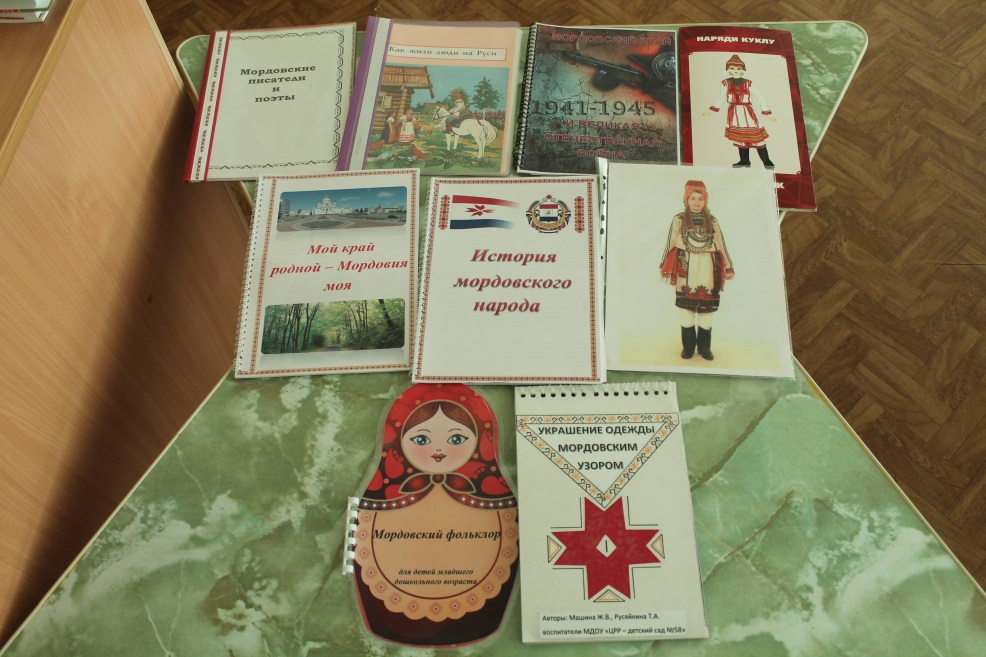 Мордовские
писатели
и
поэты
Как жили люди на Руси
МОРДОВСКИЙ КРАЙ
1941-1945
И ВЕЛИКАЯ
ОТЕЧЕСТВЕННАЯ
ВОЙНА
НАРЯДИ КУКЛУ
Мой край
родной – Мордовия
моя
История
мордовского
народа
Мордовский фольклор
для детей младшего
дошкольного возраста
УКРАШЕНИЕ ОДЕЖДЫ
МОРДОВСКИМ
УЗОРОМ
Авторы: Машина Ж.В., Русяйкина Т.А.
воспитатели МДОУ «ЦРР – детский сад №58»